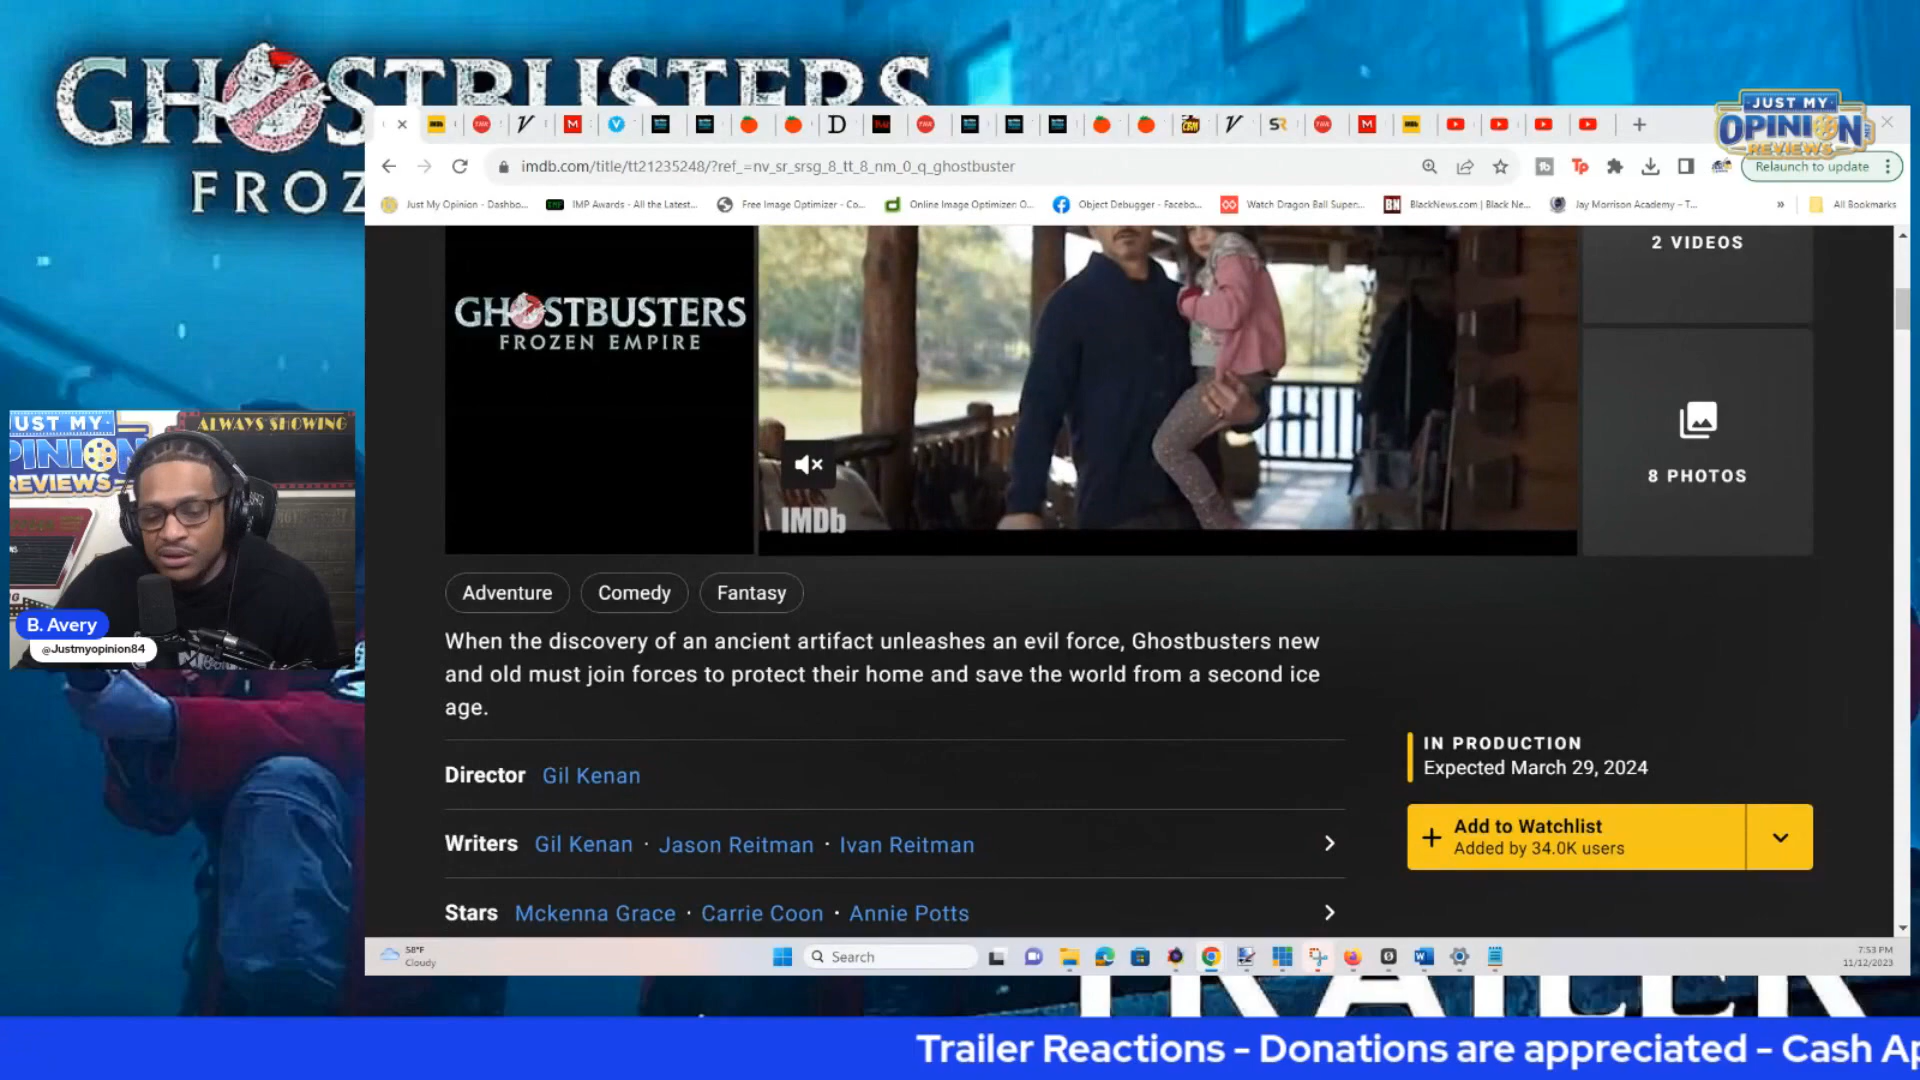 GHOSTBUSTERS
FROZ
JUST MY
OPINION
REVIEWS
imdb.com/title/tt21235248/?ref_=nv_sr_srsg_8_tt_8_nm_0_q_ghostbuster
Relaunch to update
Just My Opinion - Dashbo...
IMP Awards - All the Latest...
Free Image Optimizer - Co...
Online Image Optimizer: O...
Object Debugger - Facebo...
Watch Dragon Ball Super:...
BlackNews.com | Black Ne...
Jay Morrison Academy – T...
»
All Bookmarks
2 VIDEOS
GHOSTBUSTERS
FROZEN EMPIRE
8 PHOTOS
IMDb
UST MY
PINION
REVIEWS
ALWAYS SHOWING
B. Avery
@Justmyopinion84
Adventure
Comedy
Fantasy
When the discovery of an ancient artifact unleashes an evil force, Ghostbusters new
and old must join forces to protect their home and save the world from a second ice
age.
IN PRODUCTION
Expected March 29, 2024
Director Gil Kenan
Add to Watchlist
Added by 34.0K users
Writers Gil Kenan · Jason Reitman · Ivan Reitman
Stars Mckenna Grace · Carrie Coon · Annie Potts
58°F
Cloudy
Search
7:53 PM
11/12/2023
TRAILER
Trailer Reactions - Donations are appreciated - Cash Ap